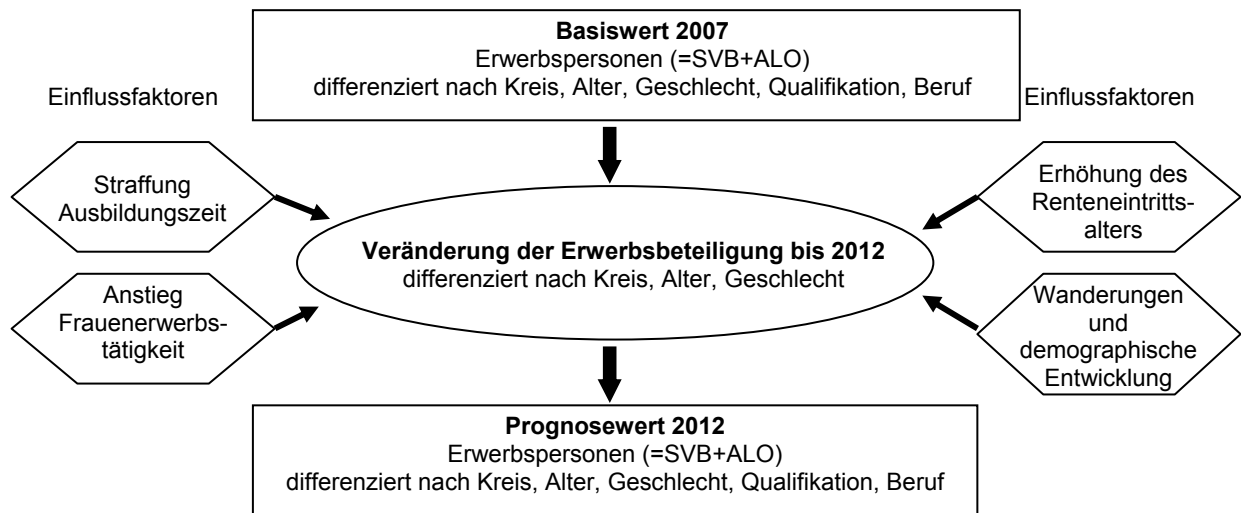 Basiswert 2007
Erwerbspersonen (=SVB+ALO)
differenziert nach Kreis, Alter, Geschlecht, Qualifikation, Beruf
Einflussfaktoren
Einflussfaktoren
Straffung
Ausbildungszeit
Erhöhung des
Renteneintritts-
alters
Veränderung der Erwerbsbeteiligung bis 2012
differenziert nach Kreis, Alter, Geschlecht
Anstieg
Frauenerwerbs-
tätigkeit
Wanderungen
und
demographische
Entwicklung
Prognosewert 2012
Erwerbspersonen (=SVB+ALO)
differenziert nach Kreis, Alter, Geschlecht, Qualifikation, Beruf